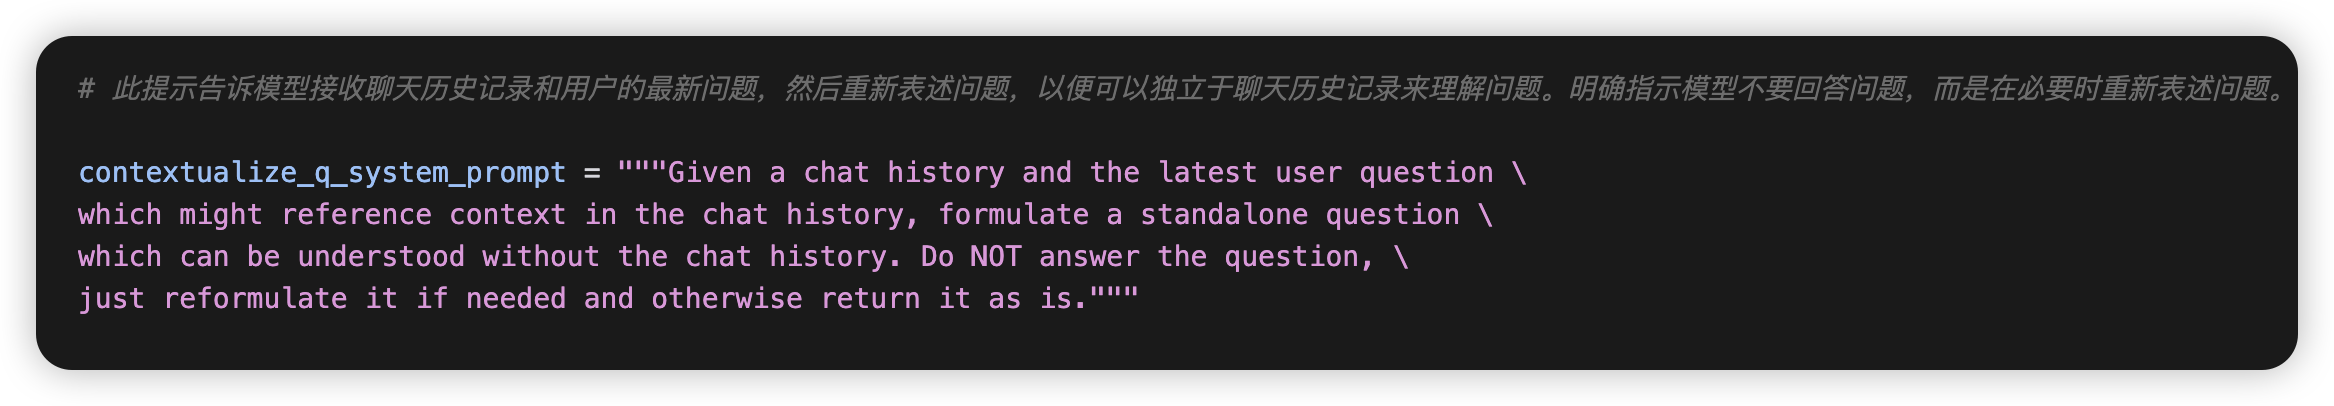 # 此提示告诉模型接收聊天历史记录和用户的最新问题，然后重新表述问题，以便可以独立于聊天历史记录来理解问题。明确指示模型不要回答问题，而是在必要时重新表述问题。
contextualize_q_system_prompt = """Given a chat history and the latest user question \
which might reference context in the chat history, formulate a standalone question \
which can be understood without the chat history. Do NOT answer the question, \
just reformulate it if needed and otherwise return it as is."""